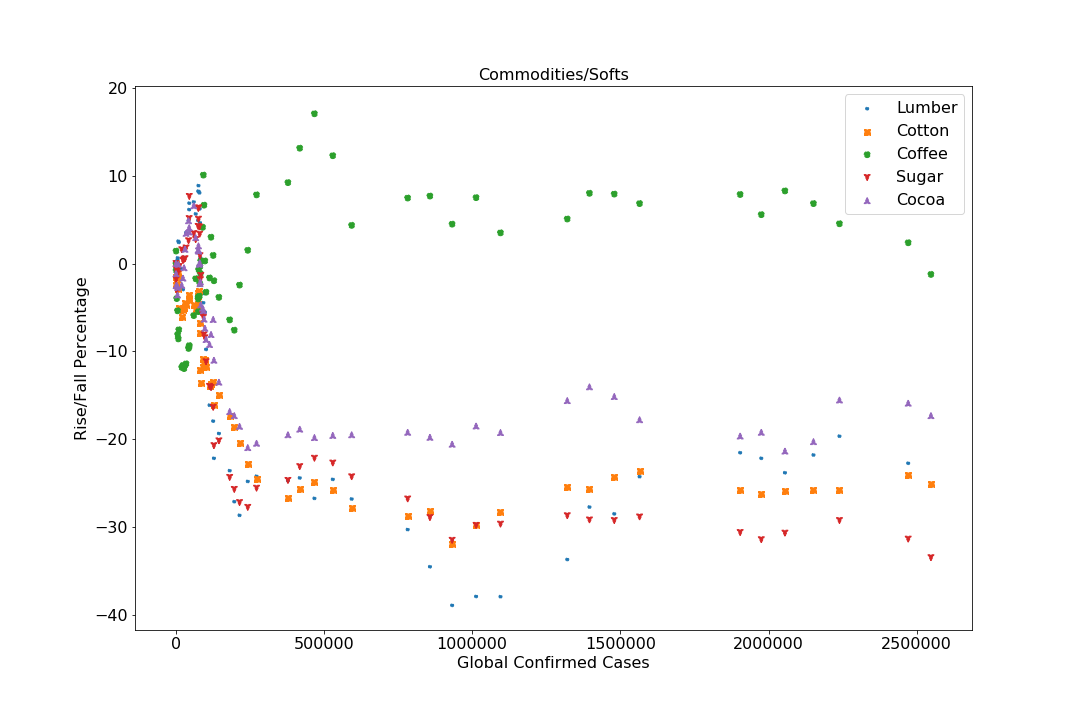 Commodities/Softs
20
10
0
−10
−20
−30
−40
Rise/Fall Percentage
Lumber
Cotton
Coffee
Sugar
Cocoa
0
500000
1000000
1500000
2000000
2500000
Global Confirmed Cases